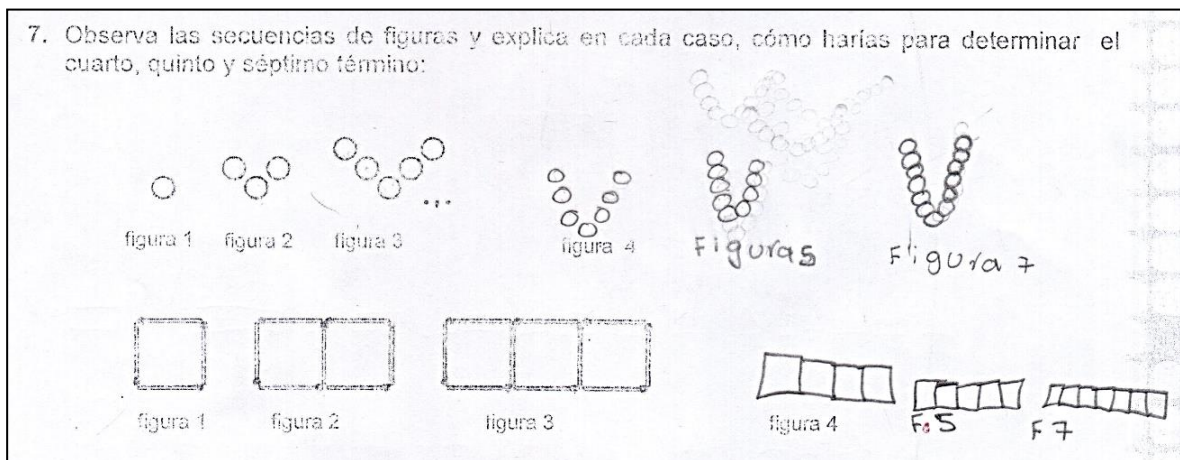 7. Observa las secuencias de figuras y explica en cada caso, cómo harías para determinar el
cuarto, quinto y séptimo término:
...
figura 1 figura 2 figura 3 figura 4 Figura5 Figura 7
figura 1 figura 2 figura 3 figura 4 F.5 F 7